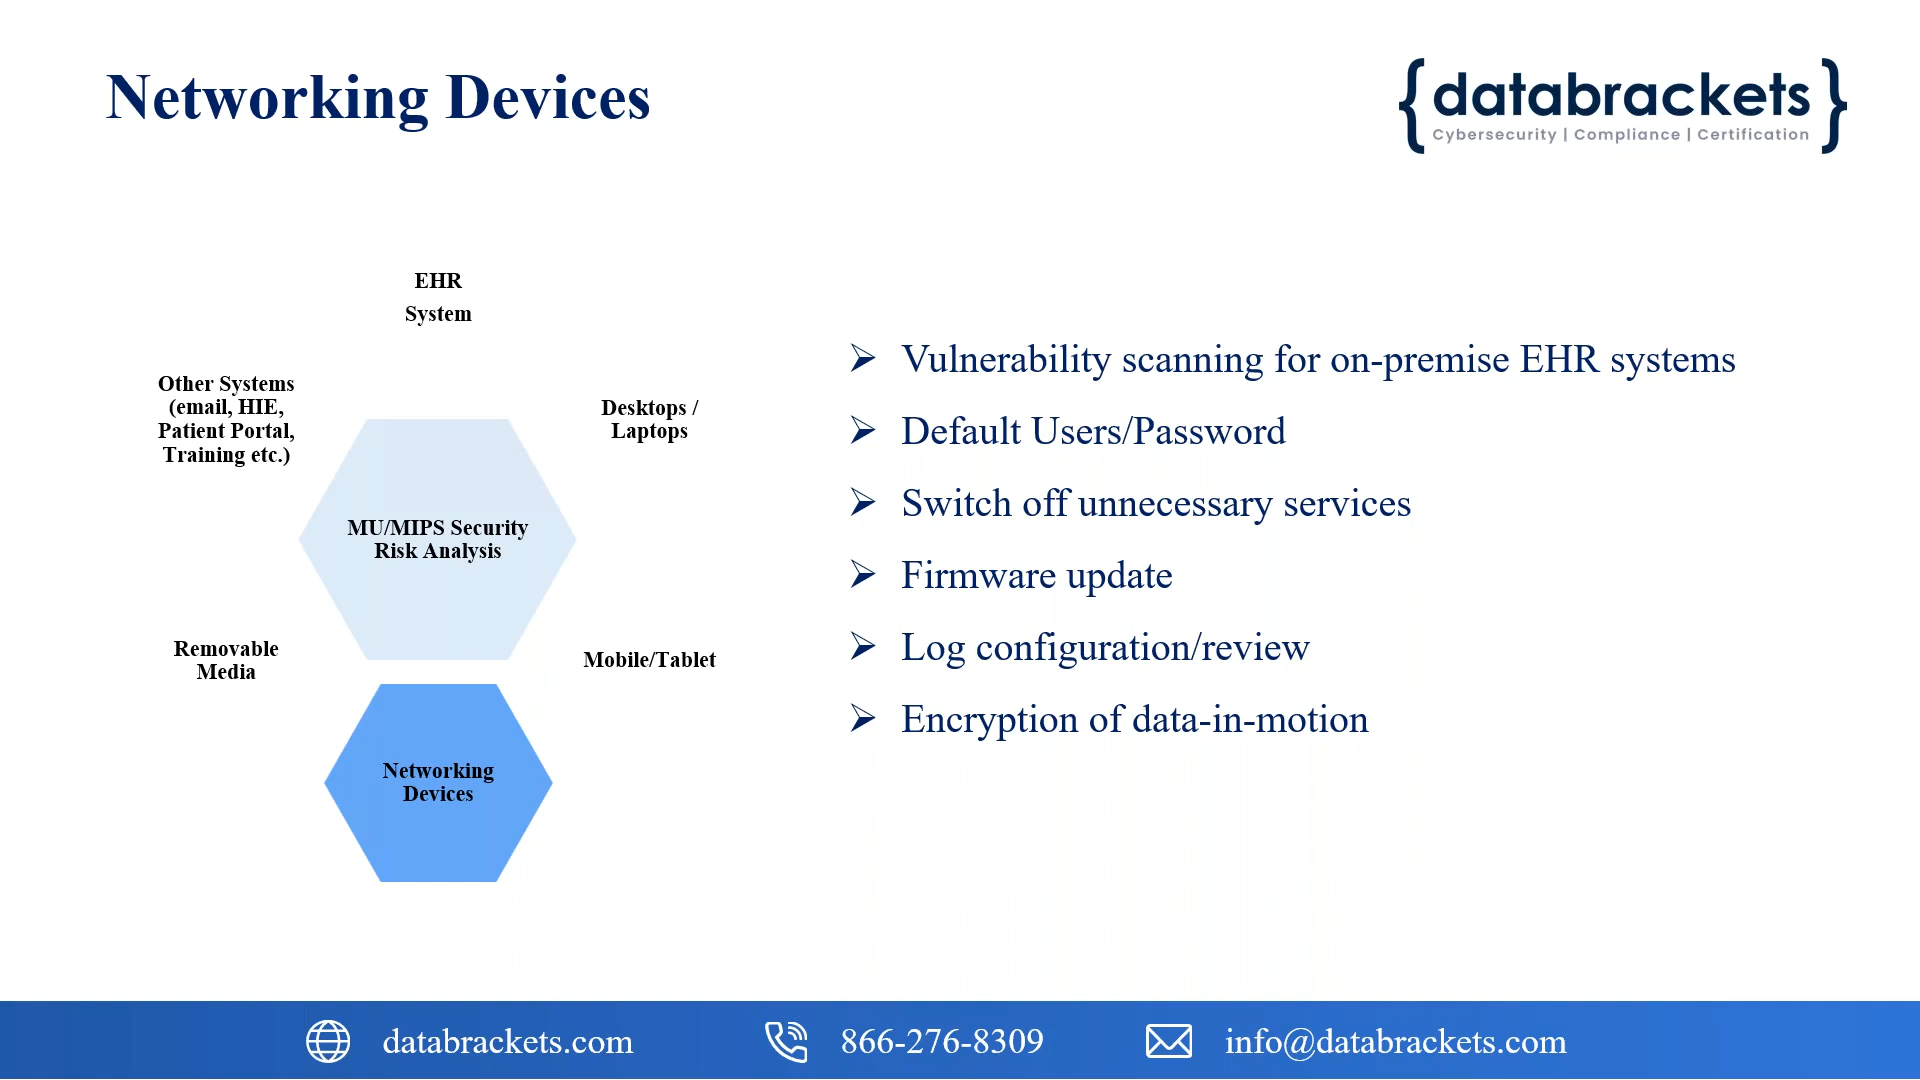 Networking Devices
{databrackets}
Cybersecurity | Compliance | Certification
EHR
System
Other Systems
(email, HIE,
Patient Portal,
Training etc.)
Desktops /
Laptops
MU/MIPS Security
Risk Analysis
Removable
Media
Mobile/Tablet
Networking
Devices
Vulnerability scanning for on-premise EHR systems
Default Users/Password
Switch off unnecessary services
Firmware update
Log configuration/review
Encryption of data-in-motion
databrackets.com
866-276-8309
info@databrackets.com